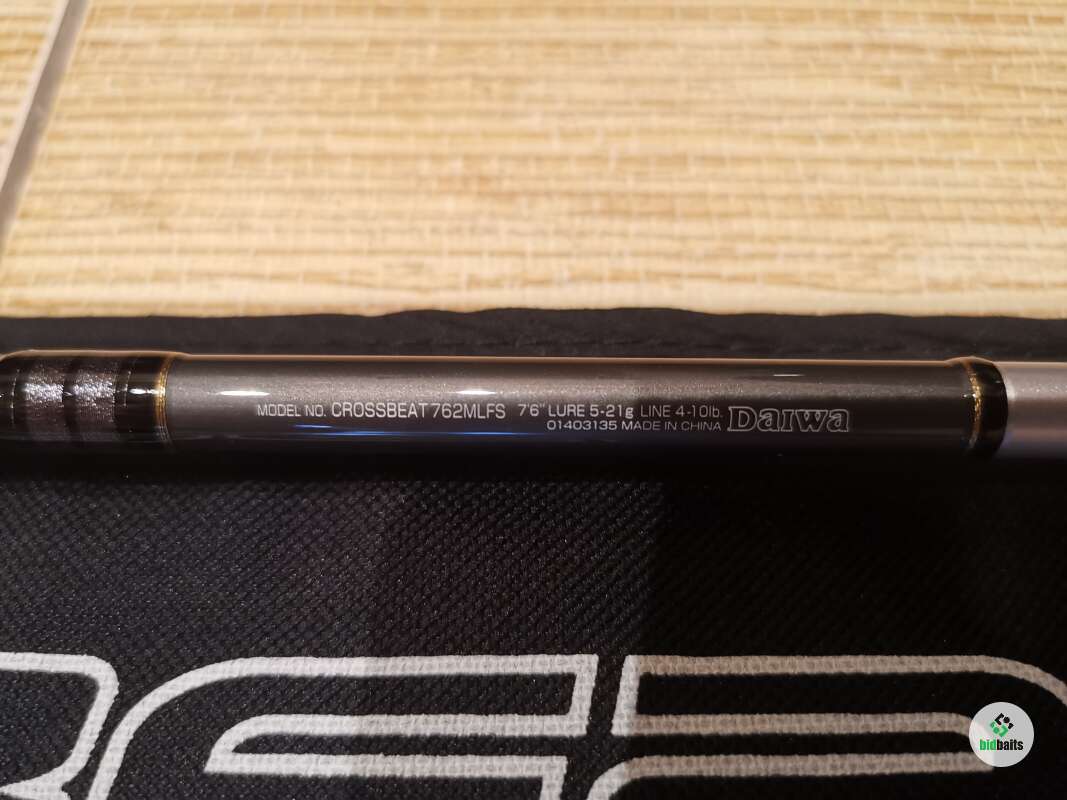 MODEL NO. CROSSBEAT 762MLFS 7'6" LURE 5-21g LINE 4-10lb.
01403135 MADE IN CHINA Daiwa
bidbaits